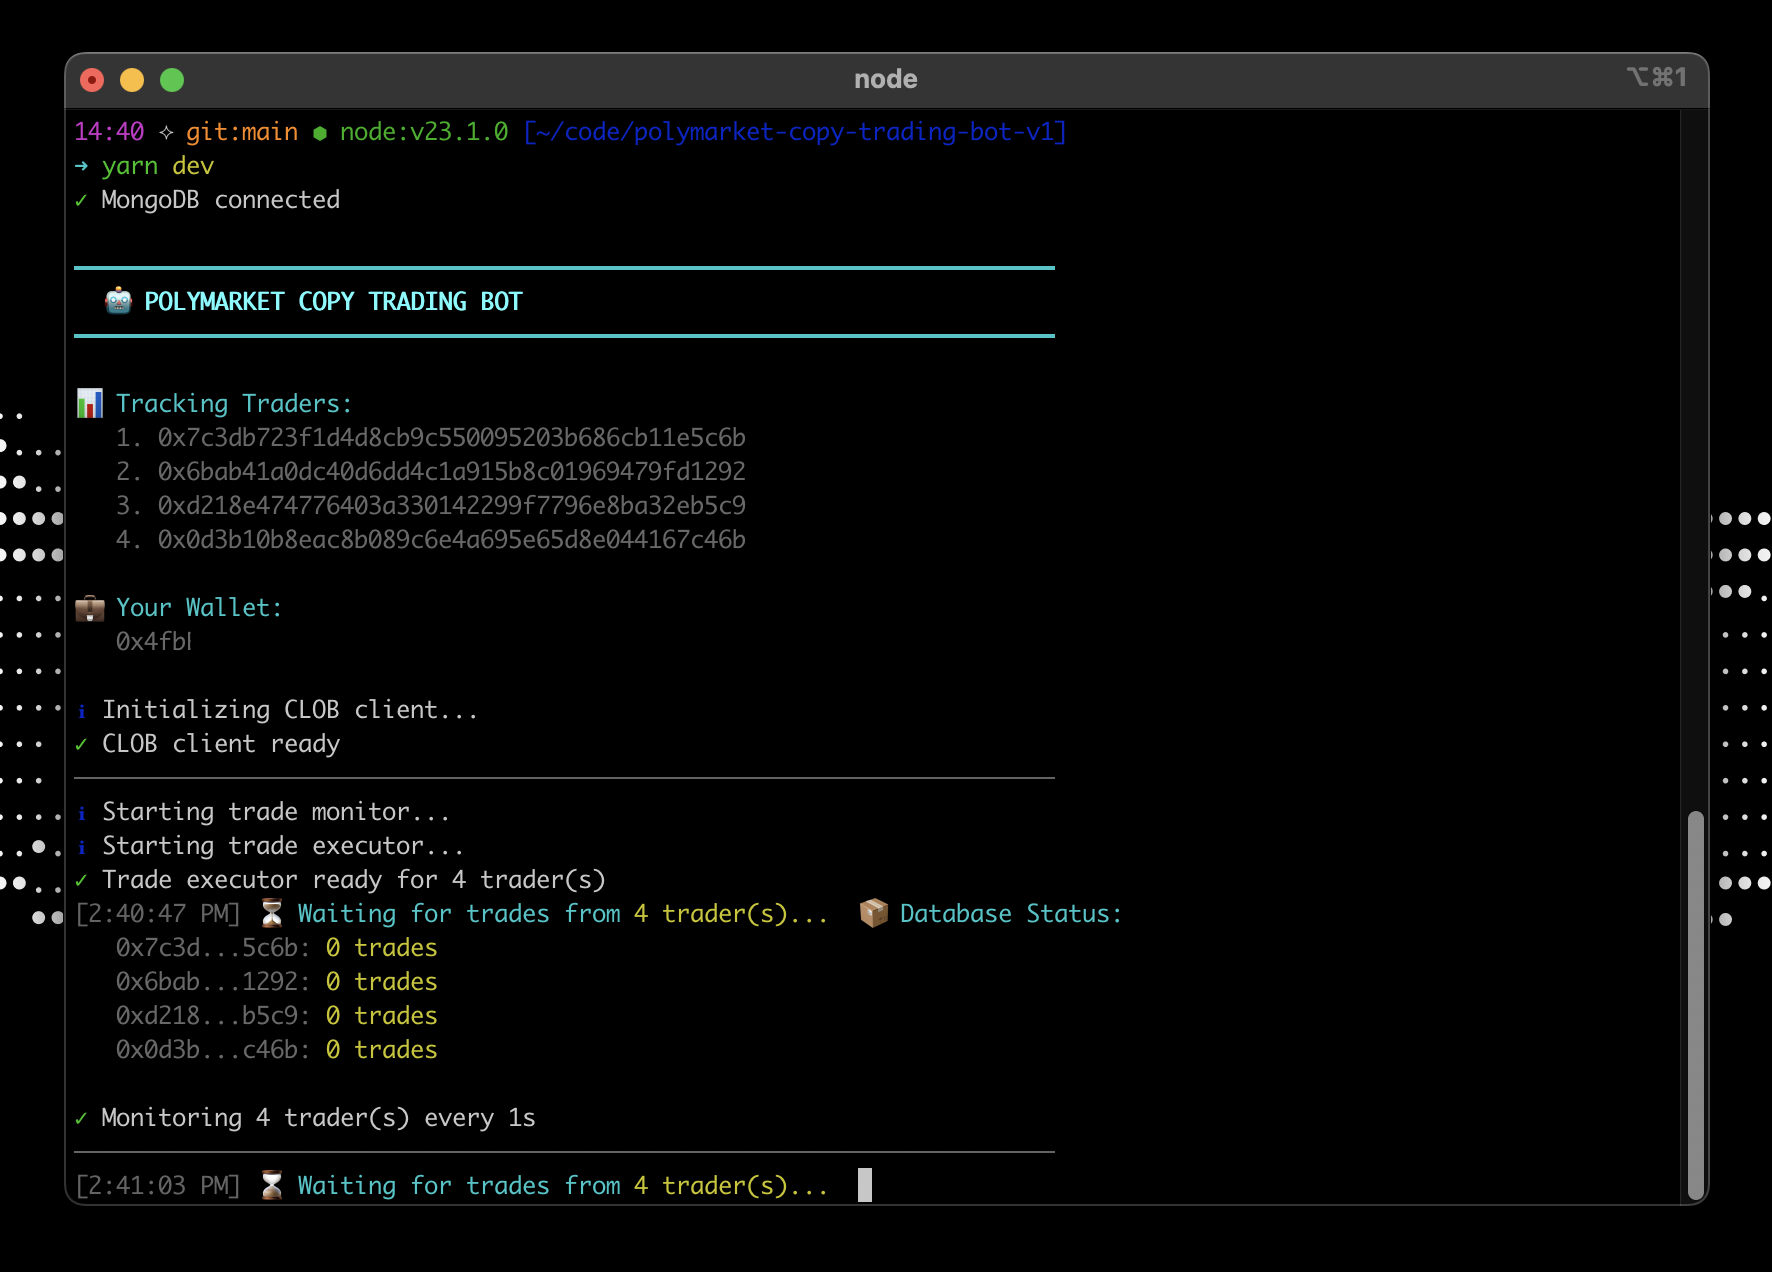 node
⌥⌘1
14:40 ✧ git:main ⬢ node:v23.1.0 [~/code/polymarket-copy-trading-bot-v1]
➜ yarn dev
✓ MongoDB connected
🤖 POLYMARKET COPY TRADING BOT
📊 Tracking Traders:
1. 0x7c3db723f1d4d8cb9c550095203b686cb11e5c6b
2. 0x6bab41a0dc40d6dd4c1a915b8c01969479fd1292
3. 0xd218e474776403a330142299f7796e8ba32eb5c9
4. 0x0d3b10b8eac8b089c6e4a695e65d8e044167c46b
💼 Your Wallet:
ℹ Initializing CLOB client...
✓ CLOB client ready
ℹ Starting trade monitor...
ℹ Starting trade executor...
✓ Trade executor ready for 4 trader(s)
[2:40:47 PM] ⏳ Waiting for trades from 4 trader(s)... 📦 Database Status:
0x7c3d...5c6b: 0 trades
0x6bab...1292: 0 trades
0xd218...b5c9: 0 trades
0x0d3b...c46b: 0 trades
✓ Monitoring 4 trader(s) every 1s
[2:41:03 PM] ⏳ Waiting for trades from 4 trader(s)...